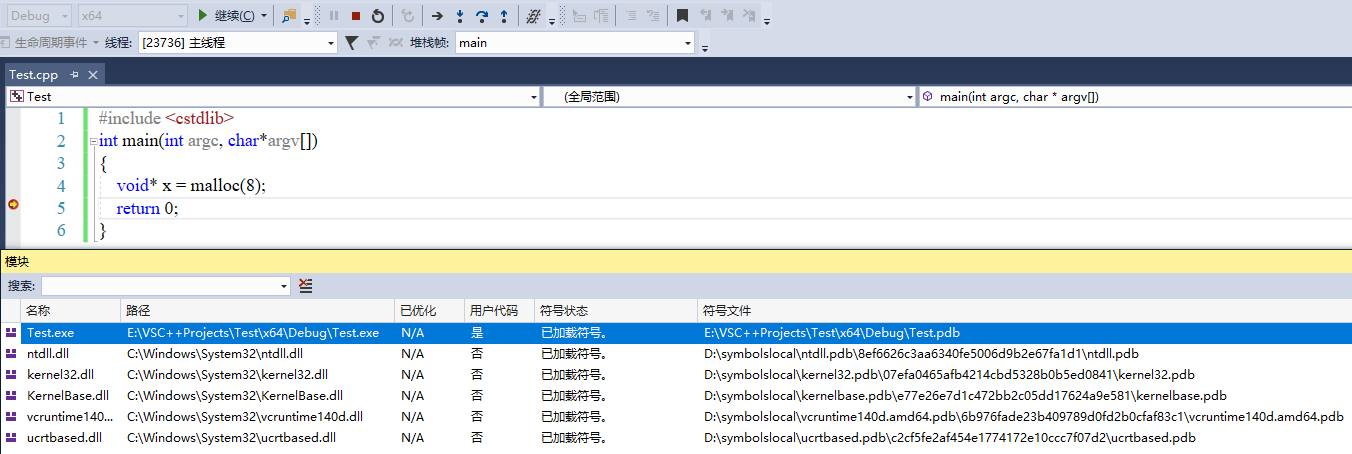 Debug x64 继续(C)
生命周期事件 线程: [23736] 主线程 堆栈帧: main
Test.cpp
Test (全局范围) main(int argc, char * argv[])
1 #include <cstdlib>
2 int main(int argc, char*argv[])
3 {
4 void* x = malloc(8);
5 return 0;
6 }
模块
搜索:
名称 路径 已优化 用户代码 符号状态 符号文件
Test.exe E:\VSC++Projects\Test\x64\Debug\Test.exe N/A 是 已加载符号。 E:\VSC++Projects\Test\x64\Debug\Test.pdb
ntdll.dll C:\Windows\System32\ntdll.dll N/A 否 已加载符号。 D:\symbolslocal\ntdll.pdb\8ef6626c3aa6340fe5006d9b2e67fa1d1\ntdll.pdb
kernel32.dll C:\Windows\System32\kernel32.dll N/A 否 已加载符号。 D:\symbolslocal\kernel32.pdb\07efa0465afb4214cbd5328b0b5ed0841\kernel32.pdb
KernelBase.dll C:\Windows\System32\KernelBase.dll N/A 否 已加载符号。 D:\symbolslocal\kernelbase.pdb\e77e26e7d1c472bb2c05dd17624a9e581\kernelbase.pdb
vcruntime140... C:\Windows\System32\vcruntime140d.dll N/A 否 已加载符号。 D:\symbolslocal\vcruntime140d.amd64.pdb\6b976fade23b409789d0fd2b0cfaf83c1\vcruntime140d.amd64.pdb
ucrtbased.dll C:\Windows\System32\ucrtbased.dll N/A 否 已加载符号。 D:\symbolslocal\ucrtbased.pdb\c2cf5fe2af454e1774172e10ccc7f07d2\ucrtbased.pdb